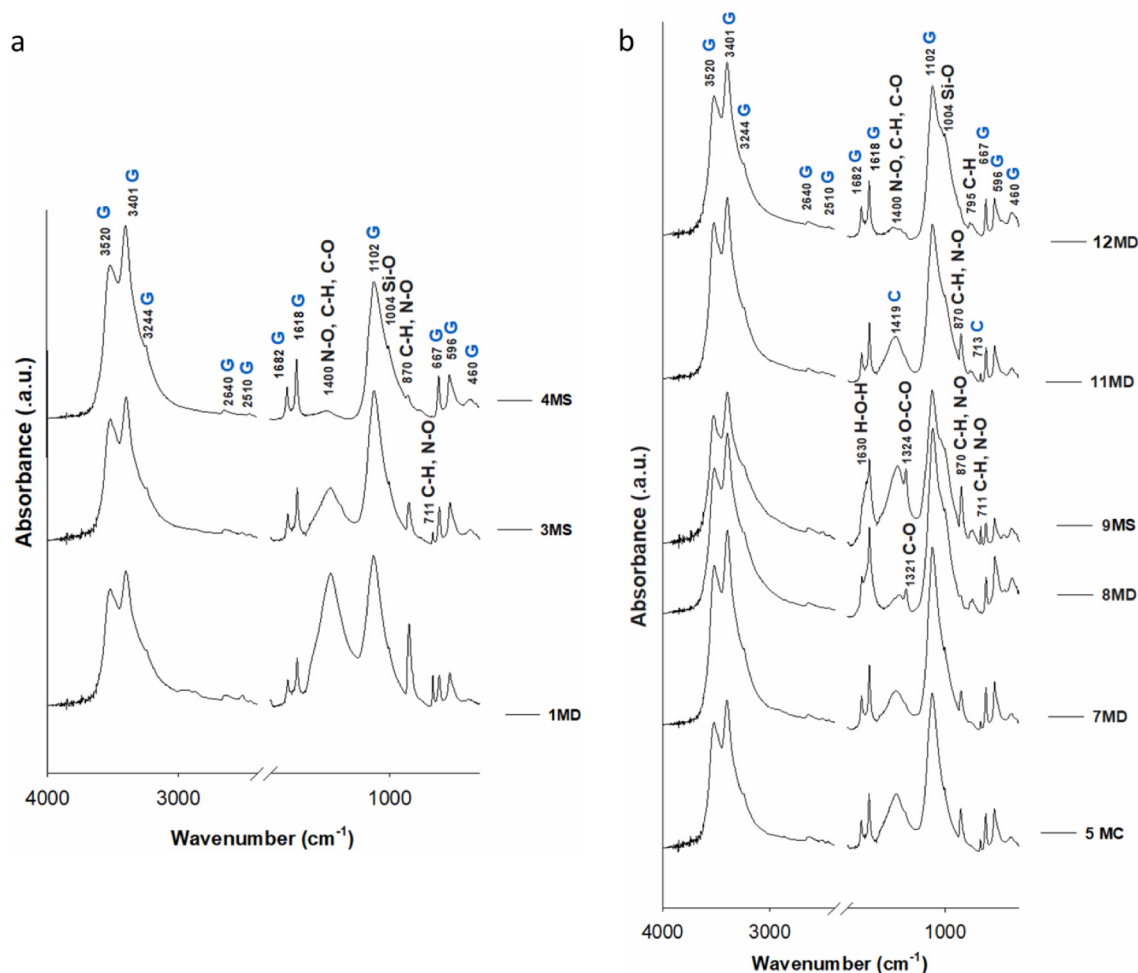 a
3520 G
3401 G
3244 G
2640 G
2510 G
1682 G
1618 G
1400 N-O, C-H, C-O
1102 G
1004 Si-O
870 C-H, N-O
667 G
596 G
460 G
4MS
711 C-H, N-O
3MS
1MD
Absorbance (.a.u.)
4000
3000
1000
Wavenumber (cm⁻¹)
b
3520 G
3401 G
3244 G
2640 G
2510 G
1682 G
1618 G
1400 N-O, C-H, C-O
1102 G
1004 Si-O
795 C-H
667 G
596 G
460 G
12MD
1419 C
870 C-H, N-O
713 C
11MD
1630 H-O-H
1324 O-C-O
870 C-H, N-O
711 C-H, N-O
9MS
1321 C-O
8MD
7MD
5 MC
Absorbance (.a.u.)
4000
3000
1000
Wavenumber (cm⁻¹)